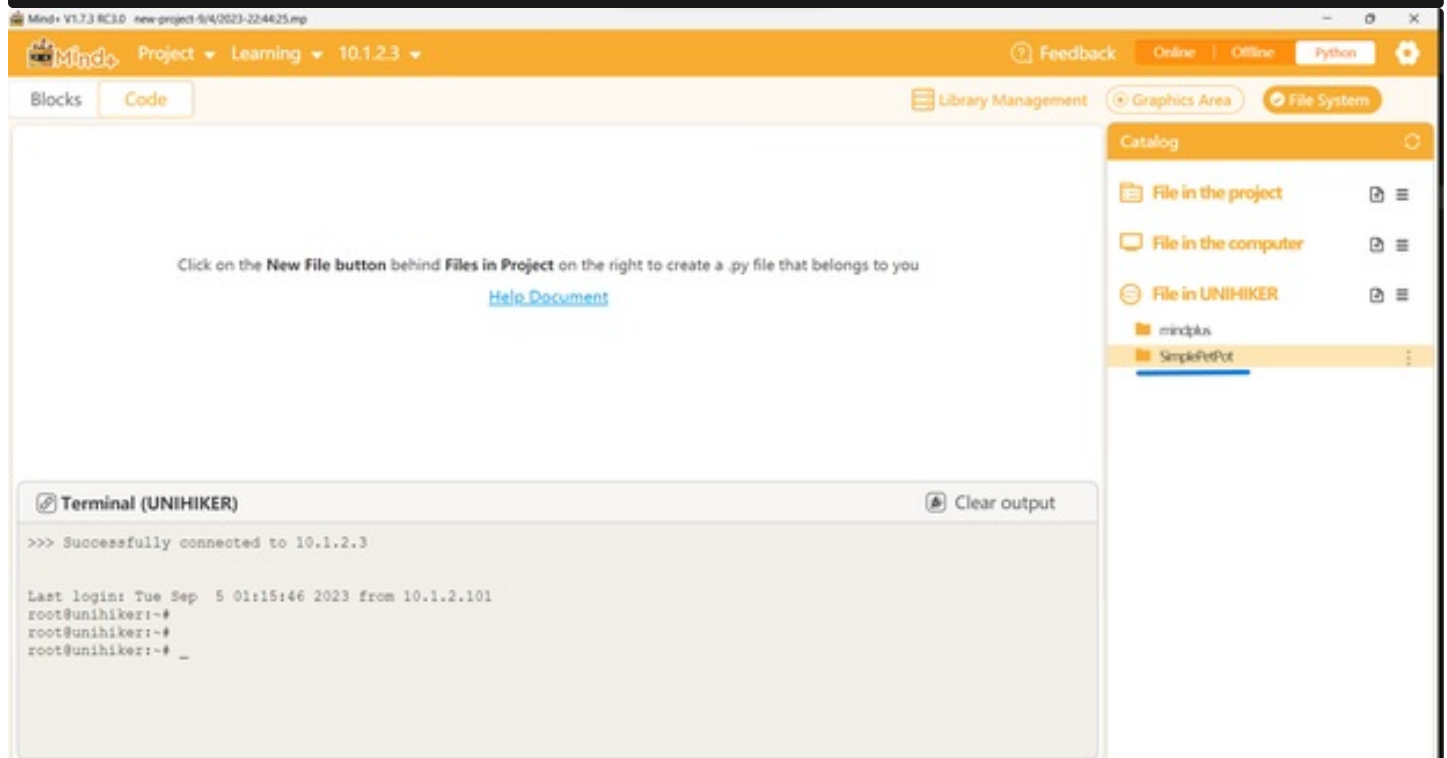 Mind+ V1.7.3 RC3.0 new-project-9/4/2023-22:44:25.mp
Mind+ Project Learning 10.1.2.3 Feedback Online | Offline Python
Blocks Code Library Management Graphics Area File System
Catalog
File in the project
File in the computer
Click on the New File button behind Files in Project on the right to create a .py file that belongs to you
Help Document
File in UNIHIKER
mindplus
SimplePetPot
Terminal (UNIHIKER) Clear output
>>> Successfully connected to 10.1.2.3
Last login: Tue Sep 5 01:15:46 2023 from 10.1.2.101
root@unihiker:~#
root@unihiker:~#
root@unihiker:~# _